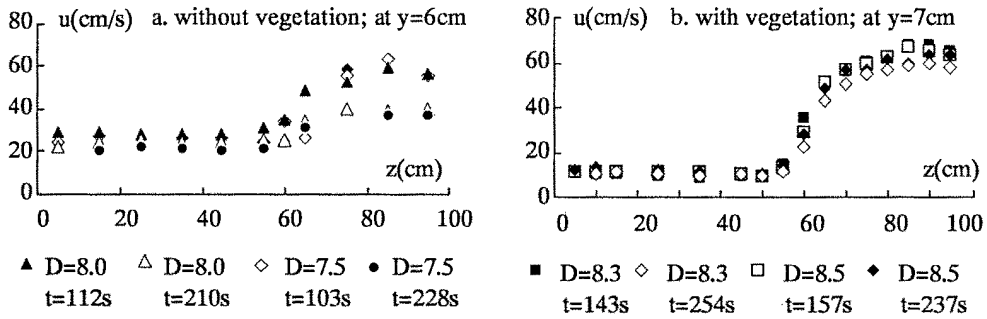 u(cm/s) a. without vegetation; at y=6cm
80
60
40
20
0
z(cm)
0 20 40 60 80 100
▲ D=8.0 △ D=8.0 ◇ D=7.5 ● D=7.5
t=112s t=210s t=103s t=228s
u(cm/s) b. with vegetation; at y=7cm
80
60
40
20
0
z(cm)
0 20 40 60 80 100
■ D=8.3 ◇ D=8.3 □ D=8.5 ◆ D=8.5
t=143s t=254s t=157s t=237s